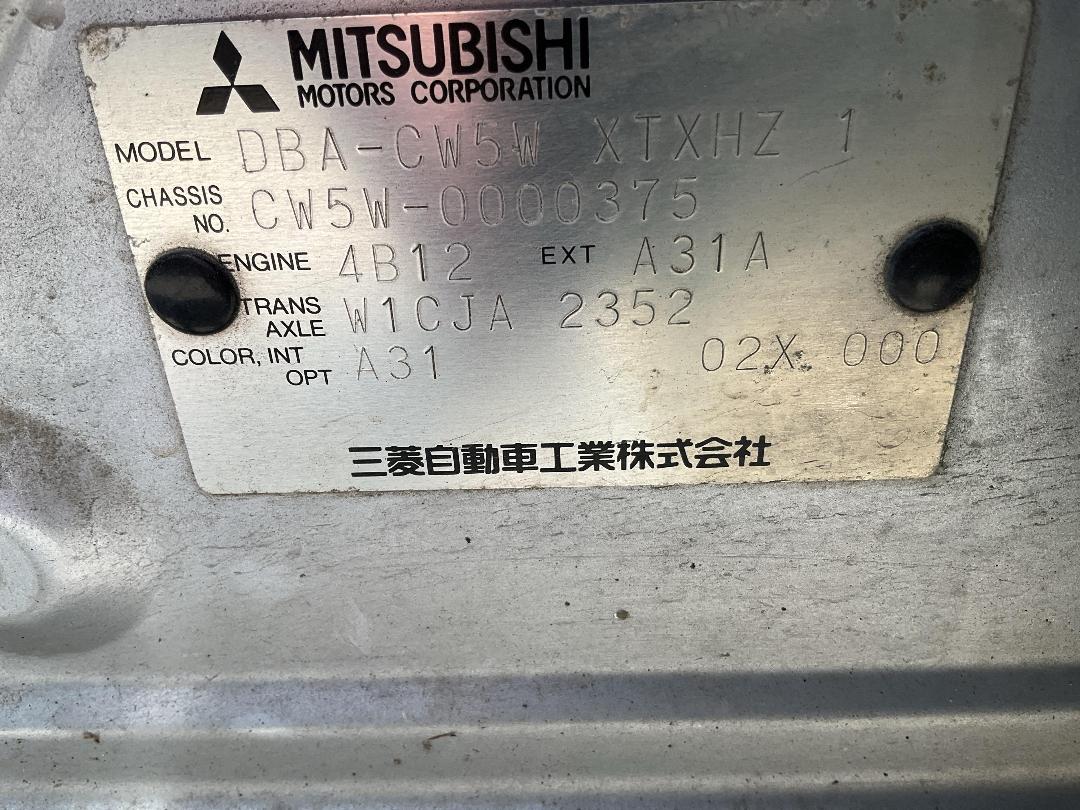 MITSUBISHI
MOTORS CORPORATION
MODEL DBA-CW5W XTXHZ 1
CHASSIS NO. CW5W-0000375
ENGINE 4B12 EXT A31A
TRANS AXLE W1CJA 2352
COLOR, INT OPT A31 02X 000
三菱自動車工業株式会社